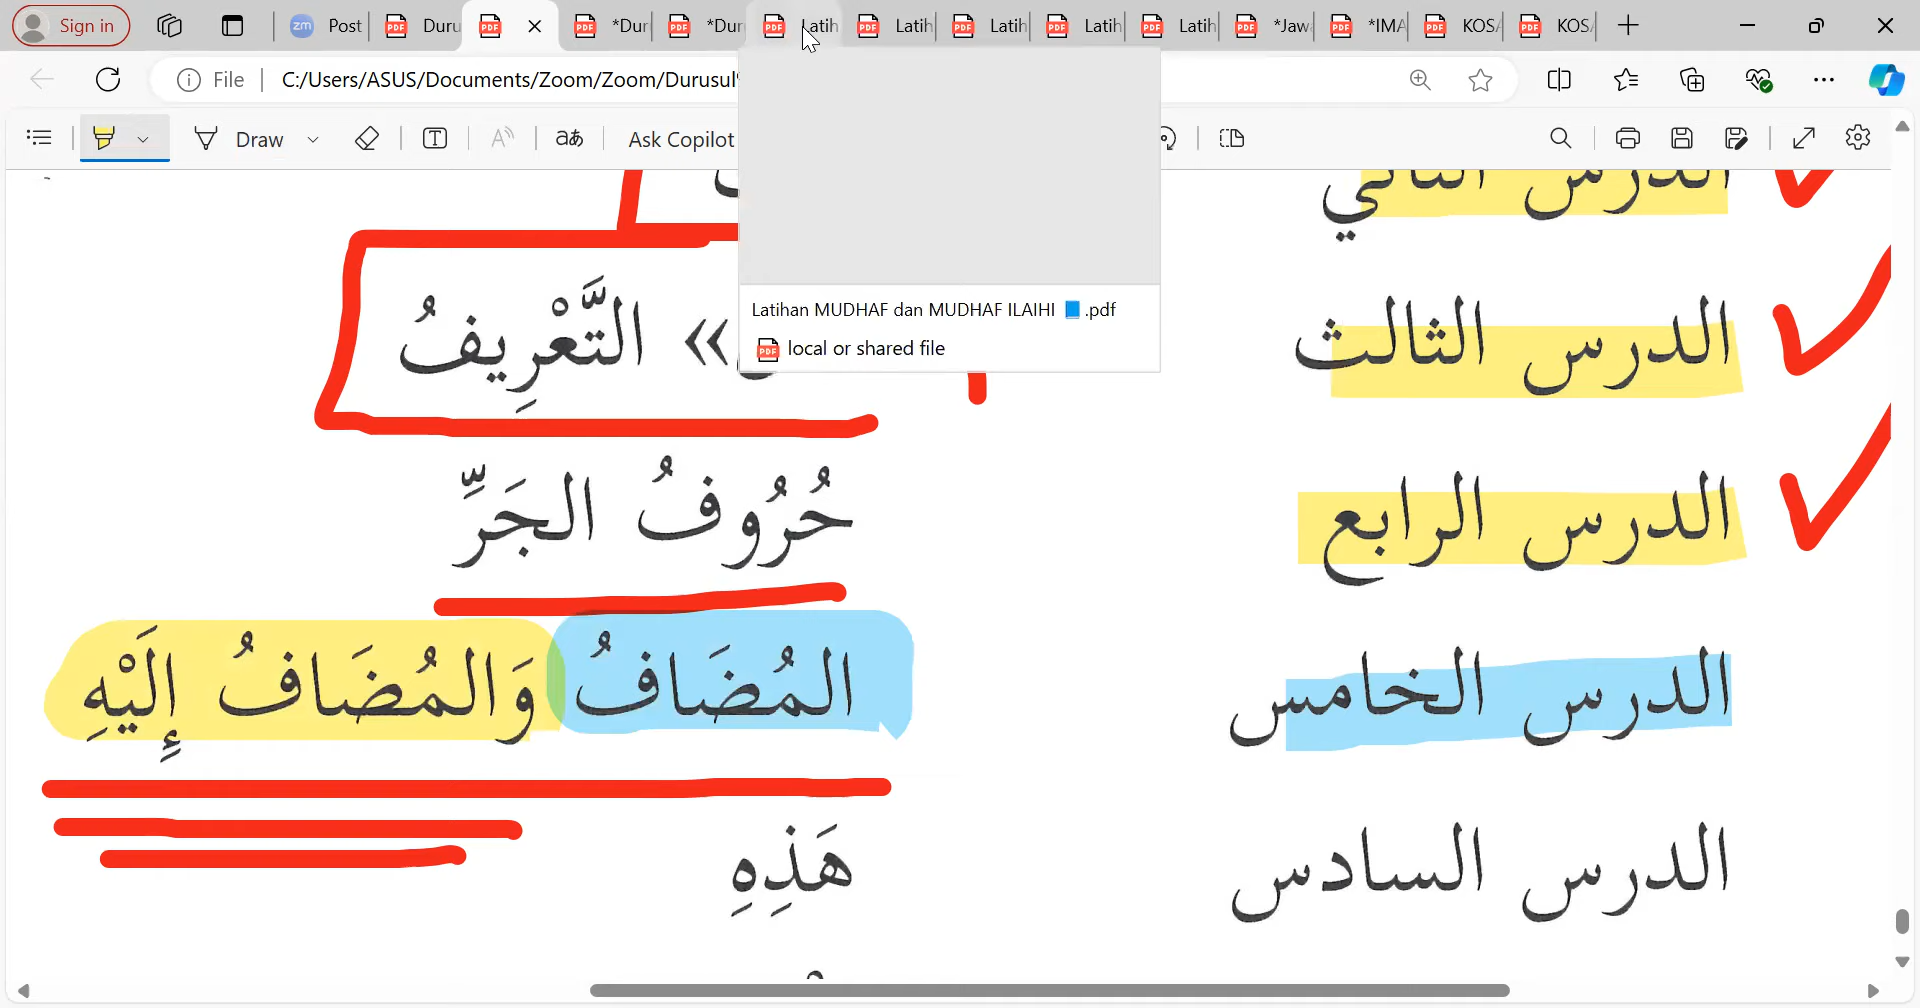 Sign in
Post
Duru
*Dur
*Dur
Latih
Latih
Latih
Latih
Latih
*Jaw
*IMA
KOSA
KOSA
File
C:/Users/ASUS/Documents/Zoom/Zoom/Durusul
Draw
Ask Copilot
Latihan MUDHAF dan MUDHAF ILAIHI 📘.pdf
local or shared file
الدرس الثاني
الدرس الثالث
» التَّعْرِيفُ
الدرس الرابع
حُرُوفُ الجَرِّ
الدرس الخامس
المُضَافُ وَالمُضَافُ إِلَيْهِ
الدرس السادس
هَذِهِ